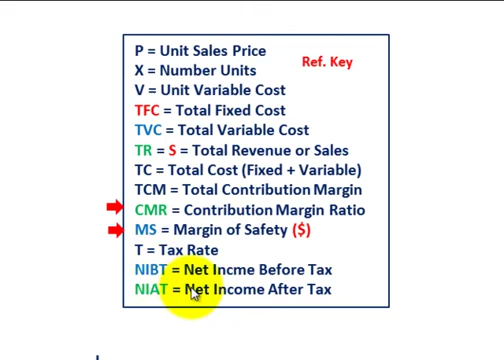 P = Unit Sales Price
Ref. Key
X = Number Units
V = Unit Variable Cost
TFC = Total Fixed Cost
TVC = Total Variable Cost
TR = S = Total Revenue or Sales
TC = Total Cost (Fixed + Variable)
TCM = Total Contribution Margin
CMR = Contribution Margin Ratio
MS = Margin of Safety ($)
T = Tax Rate
NIBT = Net Incme Before Tax
NIAT = Net Income After Tax